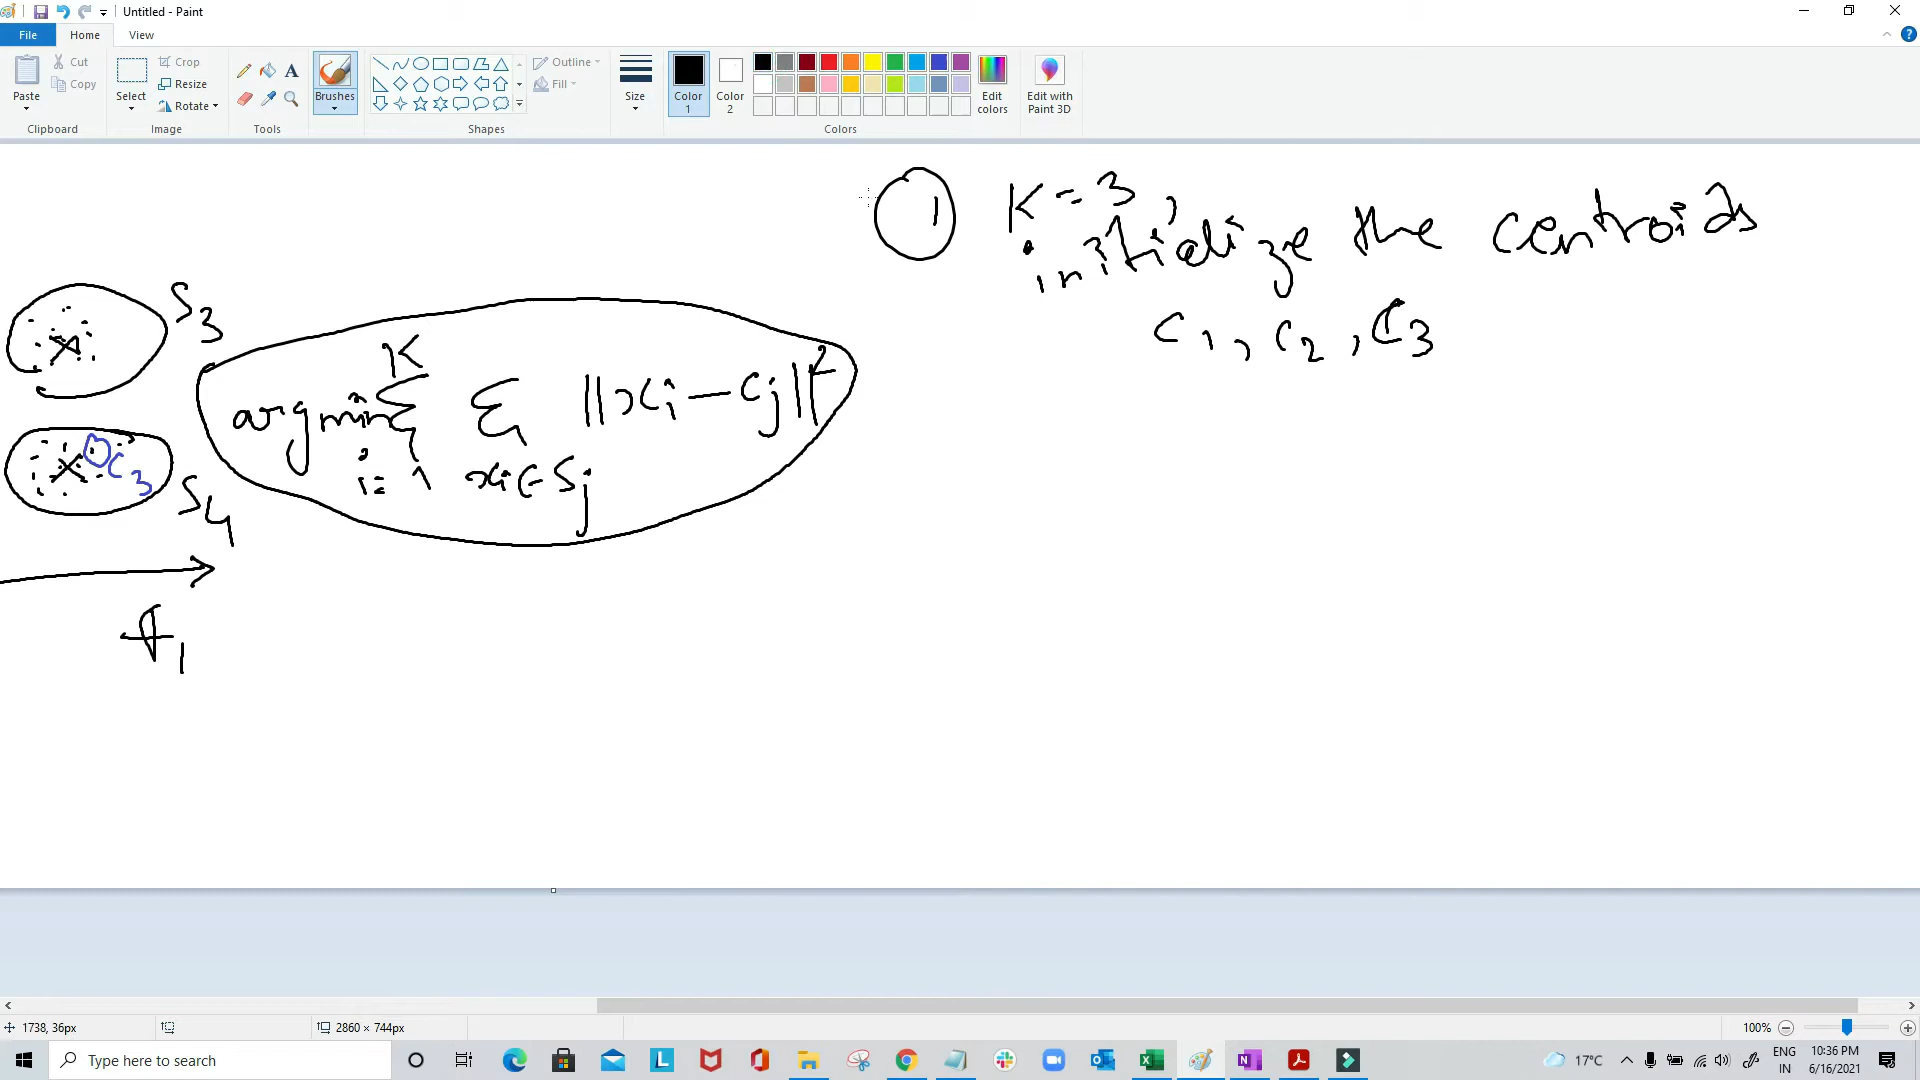 Untitled - Paint
File Home View
Paste
Cut
Copy
Clipboard
Select
Crop
Resize
Rotate
Image
Tools
Brushes
Shapes
Outline
Fill
Size
Color 1
Color 2
Edit colors
Colors
Edit with Paint 3D
1 K = 3,
initialize the centroids
C1, C2, C3
S3
arg min K Σ Σ ||xi - cj||2
i = 1 xi ∈ Sj
C3
S4
f1
1738, 36px
2860 × 744px
100%
Type here to search
17°C
ENG
IN
10:36 PM
6/16/2021